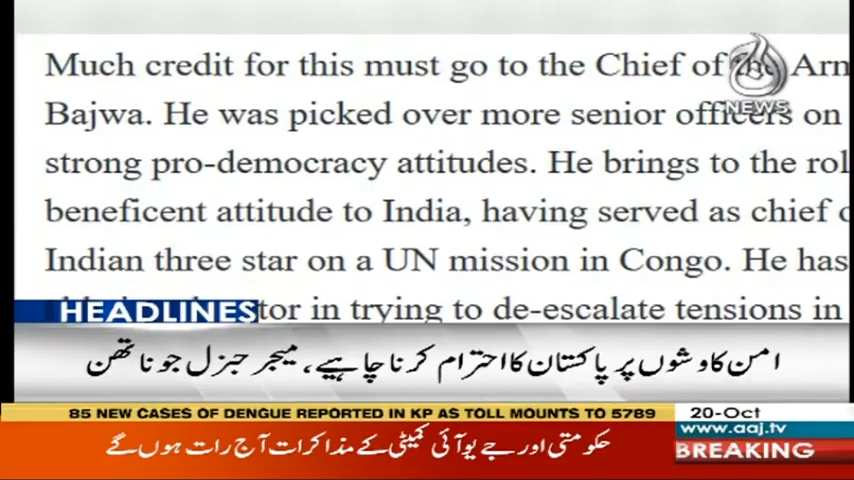 Much credit for this must go to the Chief of the Arm
Bajwa. He was picked over more senior officers on
strong pro-democracy attitudes. He brings to the rol
beneficent attitude to India, having served as chief o
Indian three star on a UN mission in Congo. He has
tor in trying to de-escalate tensions in
NEWS
HEADLINES
امن کاوشوں پر پاکستان کا احترام کرنا چاہیے، میجر جنرل جوناتھن
85 NEW CASES OF DENGUE REPORTED IN KP AS TOLL MOUNTS TO 5789
20-Oct
www.aaj.tv
حکومتی اور جے یو آئی کمیٹی کے مذاکرات آج رات ہوں گے
BREAKING